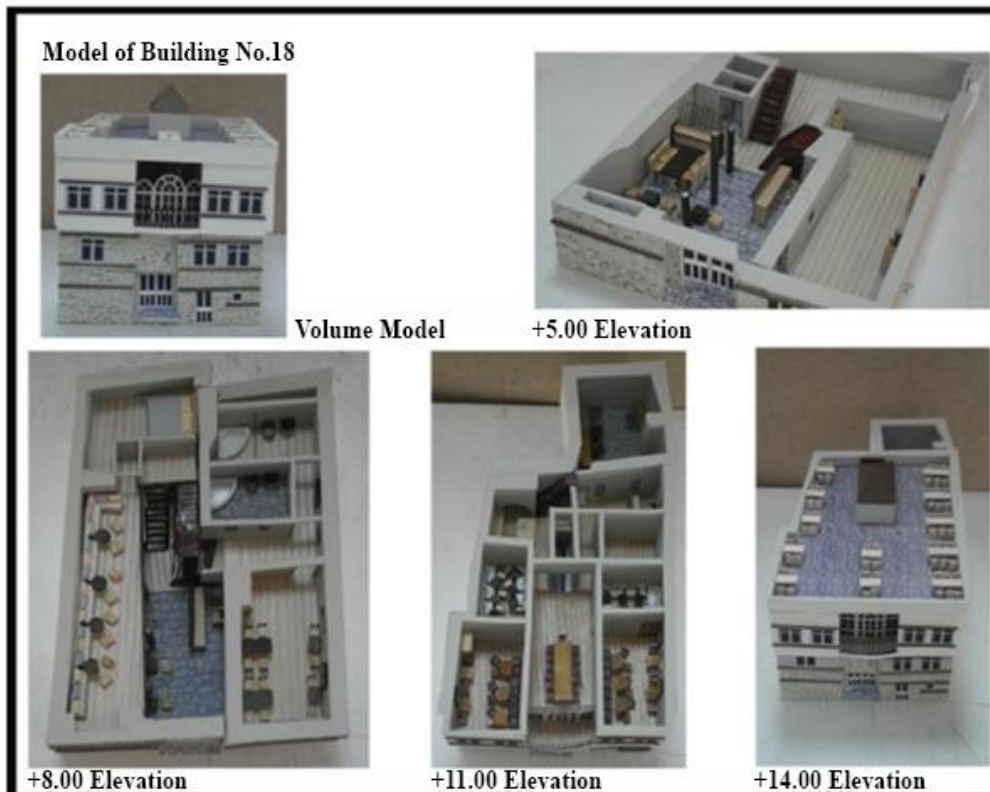 Model of Building No.18
Volume Model
+5.00 Elevation
+8.00 Elevation
+11.00 Elevation
+14.00 Elevation